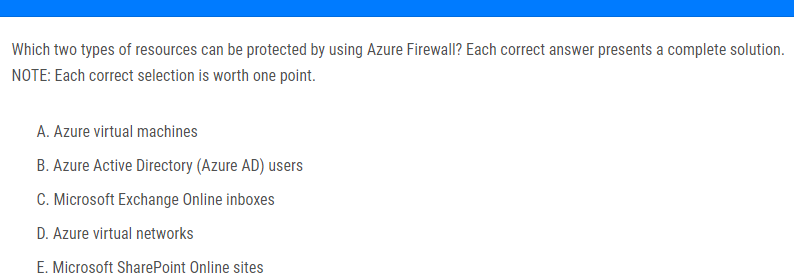 Which two types of resources can be protected by using Azure Firewall? Each correct answer presents a complete solution.
NOTE: Each correct selection is worth one point.
A. Azure virtual machines
B. Azure Active Directory (Azure AD) users
C. Microsoft Exchange Online inboxes
D. Azure virtual networks
E. Microsoft SharePoint Online sites